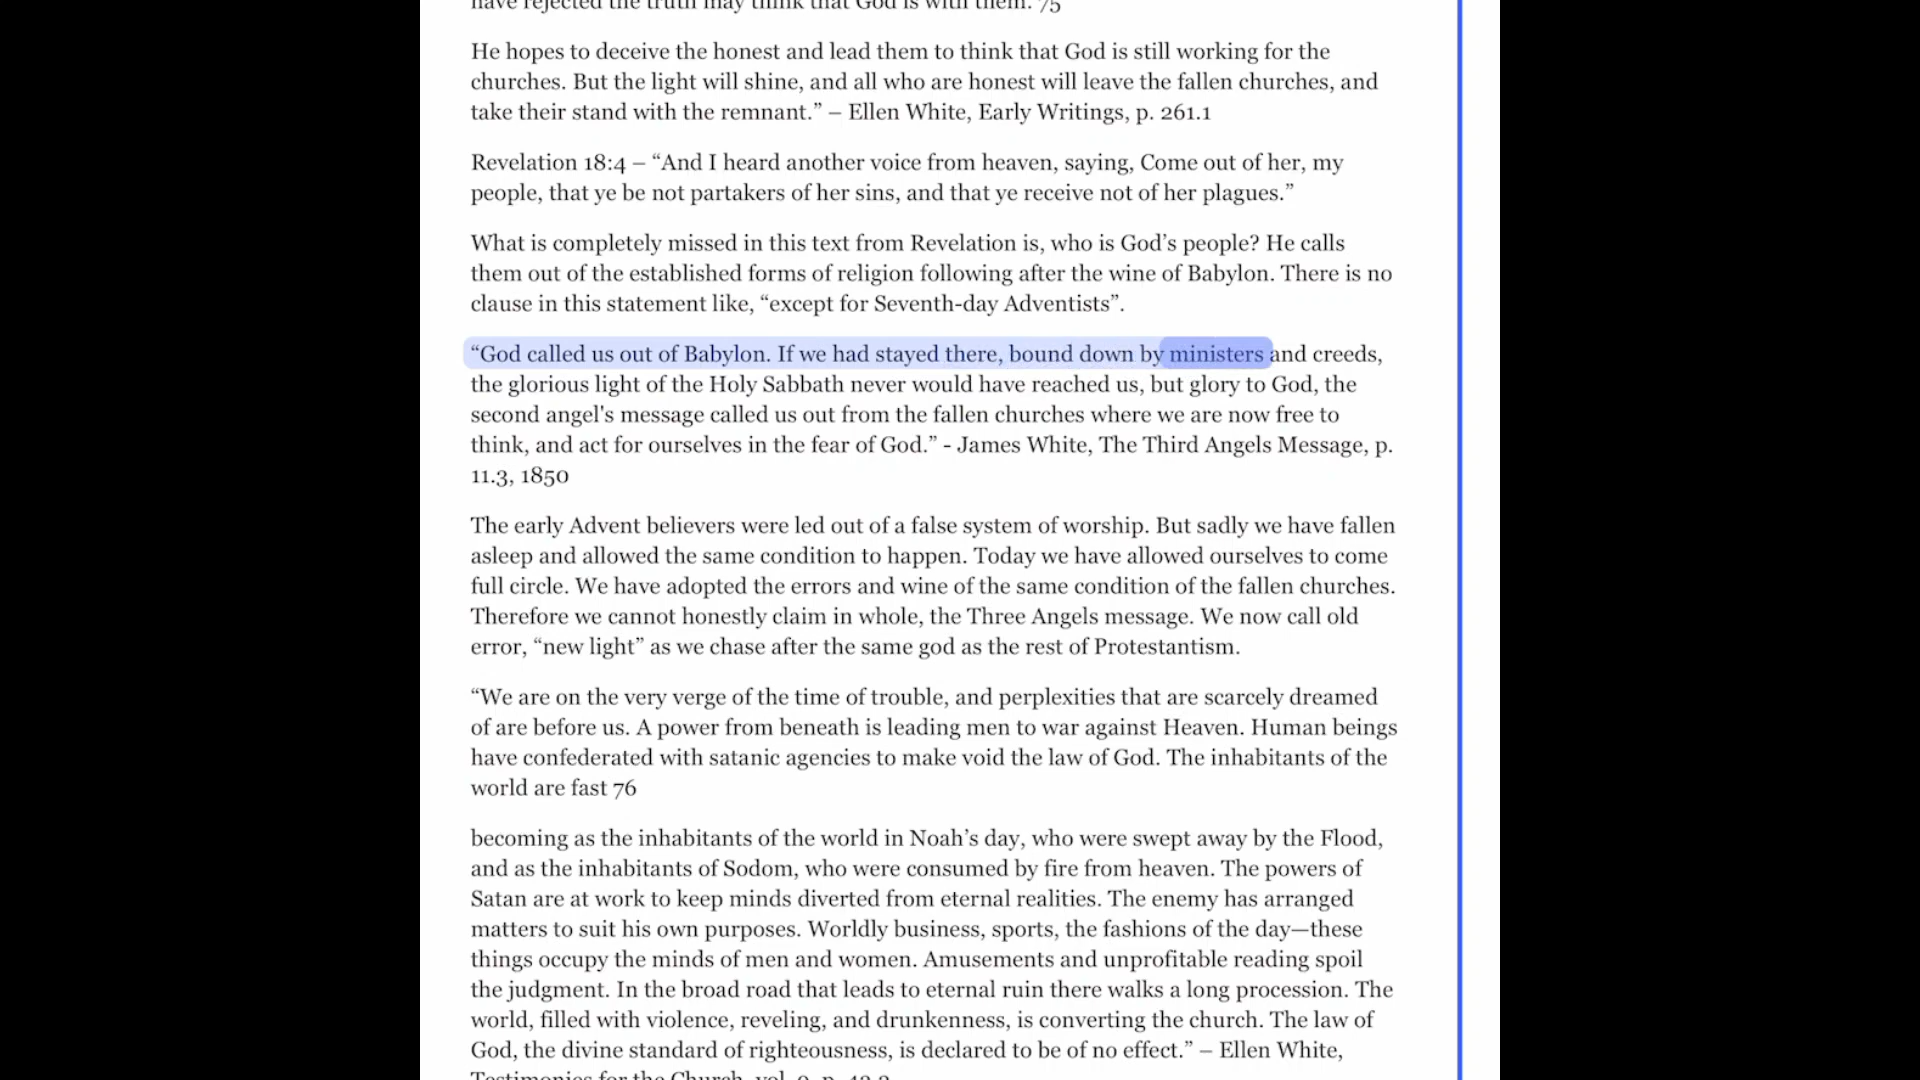 have rejected the truth may think that God is with them. 75
He hopes to deceive the honest and lead them to think that God is still working for the
churches. But the light will shine, and all who are honest will leave the fallen churches, and
take their stand with the remnant.” – Ellen White, Early Writings, p. 261.1
Revelation 18:4 – “And I heard another voice from heaven, saying, Come out of her, my
people, that ye be not partakers of her sins, and that ye receive not of her plagues.”
What is completely missed in this text from Revelation is, who is God’s people? He calls
them out of the established forms of religion following after the wine of Babylon. There is no
clause in this statement like, “except for Seventh-day Adventists”.
“God called us out of Babylon. If we had stayed there, bound down by ministers and creeds,
the glorious light of the Holy Sabbath never would have reached us, but glory to God, the
second angel's message called us out from the fallen churches where we are now free to
think, and act for ourselves in the fear of God.” - James White, The Third Angels Message, p.
11.3, 1850
The early Advent believers were led out of a false system of worship. But sadly we have fallen
asleep and allowed the same condition to happen. Today we have allowed ourselves to come
full circle. We have adopted the errors and wine of the same condition of the fallen churches.
Therefore we cannot honestly claim in whole, the Three Angels message. We now call old
error, “new light” as we chase after the same god as the rest of Protestantism.
“We are on the very verge of the time of trouble, and perplexities that are scarcely dreamed
of are before us. A power from beneath is leading men to war against Heaven. Human beings
have confederated with satanic agencies to make void the law of God. The inhabitants of the
world are fast 76
becoming as the inhabitants of the world in Noah’s day, who were swept away by the Flood,
and as the inhabitants of Sodom, who were consumed by fire from heaven. The powers of
Satan are at work to keep minds diverted from eternal realities. The enemy has arranged
matters to suit his own purposes. Worldly business, sports, the fashions of the day—these
things occupy the minds of men and women. Amusements and unprofitable reading spoil
the judgment. In the broad road that leads to eternal ruin there walks a long procession. The
world, filled with violence, reveling, and drunkenness, is converting the church. The law of
God, the divine standard of righteousness, is declared to be of no effect.” – Ellen White,
Testimonies for the Church, vol. 9, p.